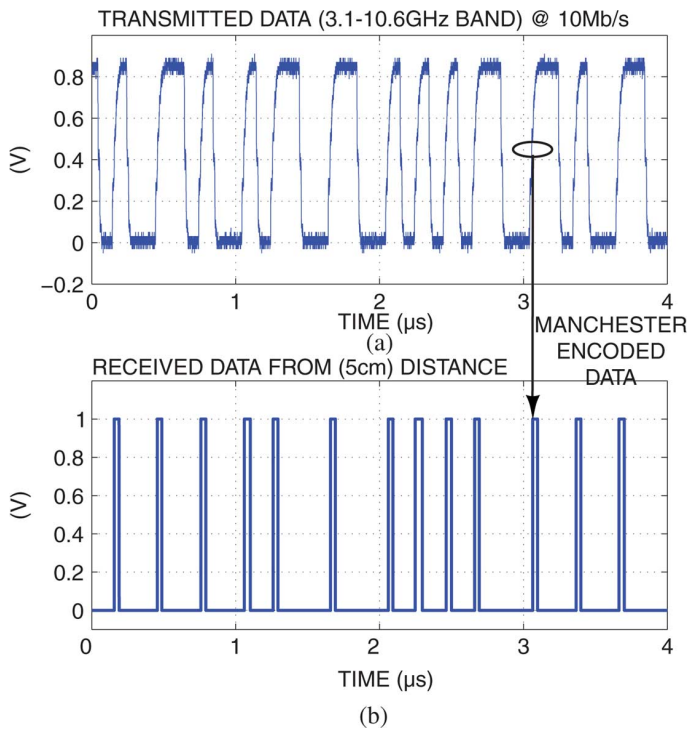 TRANSMITTED DATA (3.1-10.6GHz BAND) @ 10Mb/s
0.8
0.6
0.4
0.2
0
−0.2
(V)
0 1 2 3 4
TIME (μs)
(a)
MANCHESTER
ENCODED
DATA
RECEIVED DATA FROM (5cm) DISTANCE
1
0.8
0.6
0.4
0.2
0
(V)
0 1 2 3 4
TIME (μs)
(b)